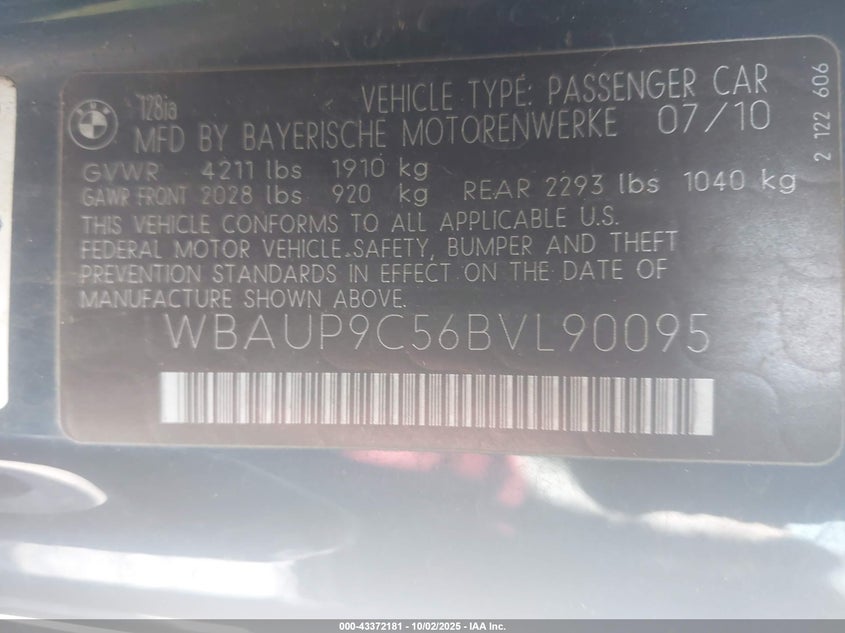 128ia
VEHICLE TYPE: PASSENGER CAR
MFD BY BAYERISCHE MOTORENWERKE 07/10
GVWR 4211 lbs 1910 kg
GAWR FRONT 2028 lbs 920 kg REAR 2293 lbs 1040 kg
THIS VEHICLE CONFORMS TO ALL APPLICABLE U.S.
FEDERAL MOTOR VEHICLE SAFETY, BUMPER AND THEFT
PREVENTION STANDARDS IN EFFECT ON THE DATE OF
MANUFACTURE SHOWN ABOVE.
WBAUP9C56BVL90095
2 122 606
BMW
000-43372181 - 10/02/2025 - IAA Inc.